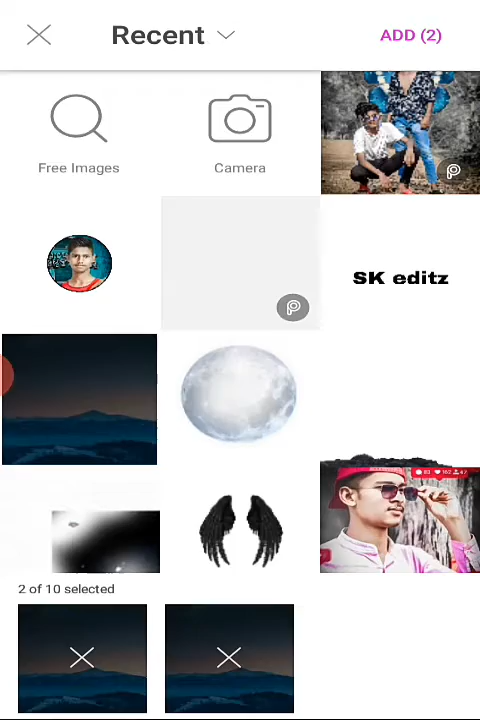 Recent
ADD (2)
Free Images
Camera
SK editz
2 of 10 selected